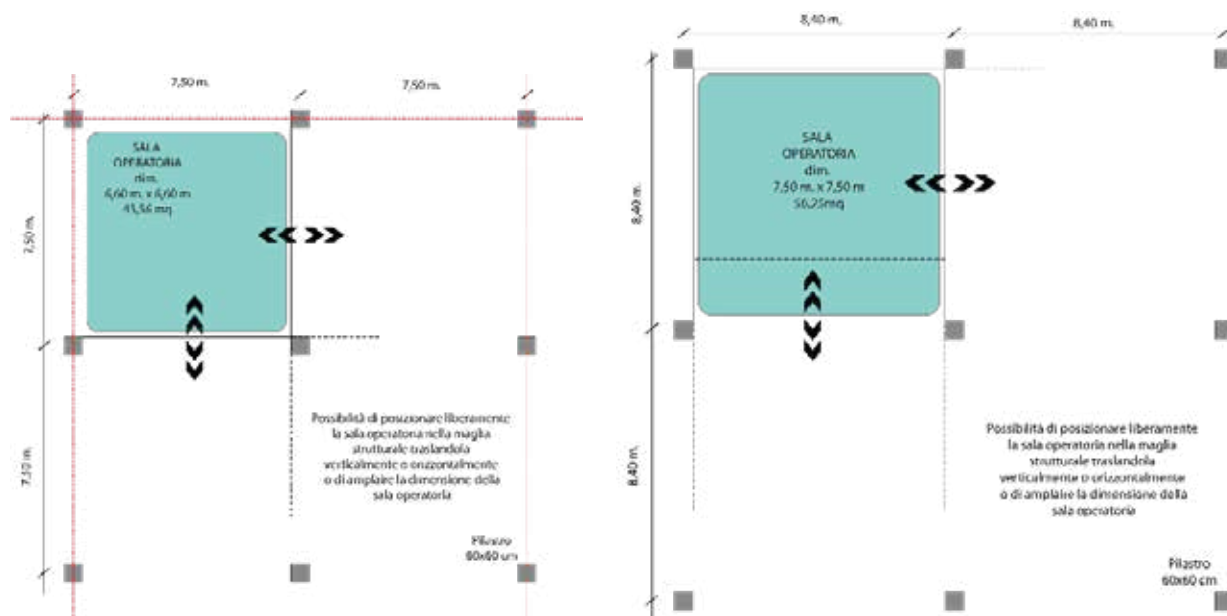 7,50 m.
7,50 m.
7,50 m.
7,50 m.
SALA
OPERATORIA
dim.
6,60 m. x 6,60 m
43,56 mq
Possibilità di posizionare liberamente
la sala operatoria nella maglia
strutturale traslandola
verticalmente o orizzontalmente
o di amplaire la dimensione della
sala operatoria
Pilastro
60x60 cm
8,40 m.
8,40 m.
8,40 m.
8,40 m.
SALA
OPERATORIA
dim.
7,50 m. x 7,50 m
56,25mq
Possibilità di posizionare liberamente
la sala operatoria nella maglia
strutturale traslandola
verticalmente o orizzontalmente
o di amplaire la dimensione della
sala operatoria
Pilastro
60x60 cm